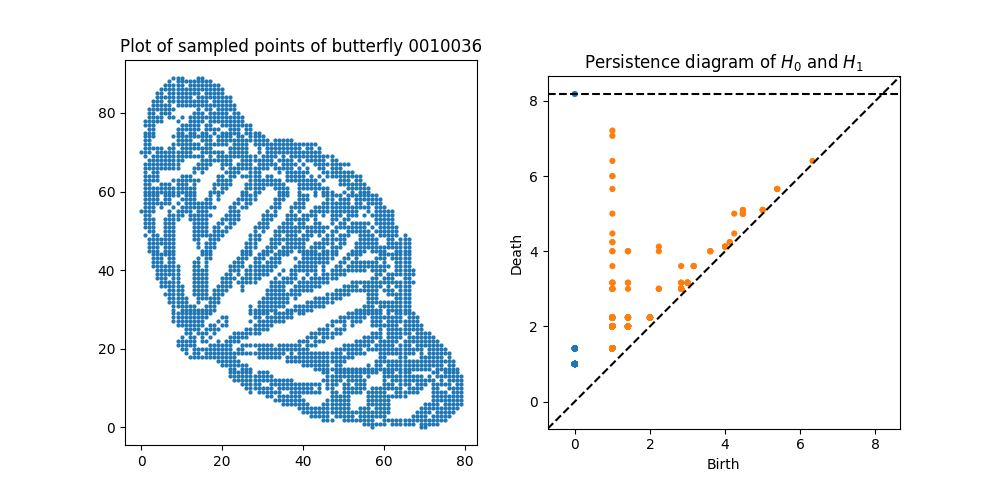 Plot of sampled points of butterfly 0010036
80
60
40
20
0
0 20 40 60 80
Persistence diagram of H₀ and H₁
Death
8
6
4
2
0
0 2 4 6 8
Birth